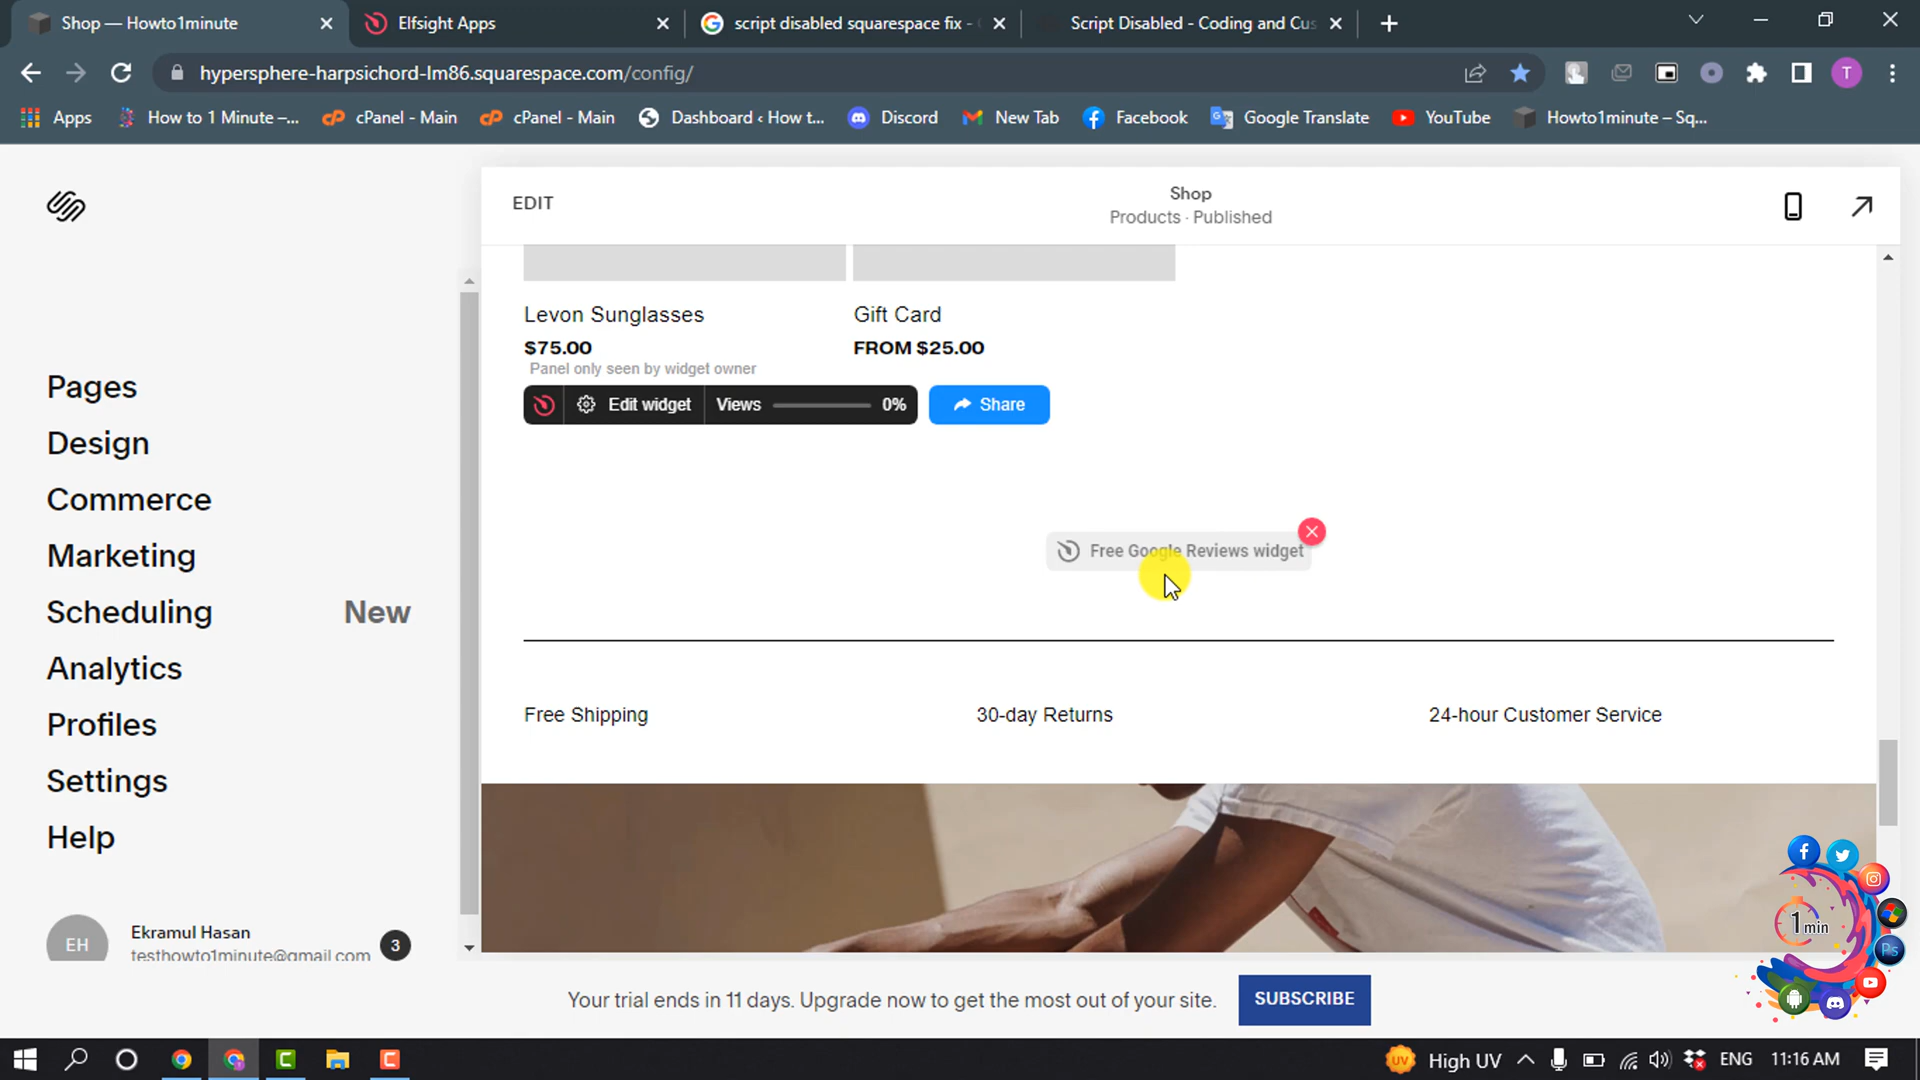 Shop — Howto1minute
Elfsight Apps
script disabled squarespace fix -
Script Disabled - Coding and Cus
hypersphere-harpsichord-lm86.squarespace.com/config/
T
Apps
How to 1 Minute –...
cPanel - Main
cPanel - Main
Dashboard ‹ How t...
Discord
New Tab
Facebook
Google Translate
YouTube
Howto1minute – Sq...
EDIT
Shop
Products · Published
Levon Sunglasses
Gift Card
$75.00
FROM $25.00
Panel only seen by widget owner
Edit widget
Views
0%
Share
Free Google Reviews widget
Free Shipping
30-day Returns
24-hour Customer Service
Pages
Design
Commerce
Marketing
Scheduling
New
Analytics
Profiles
Settings
Help
EH
Ekramul Hasan
testhowto1minute@gmail.com
3
Your trial ends in 11 days. Upgrade now to get the most out of your site.
SUBSCRIBE
1 min
Ps
UV
High UV
ENG
11:16 AM